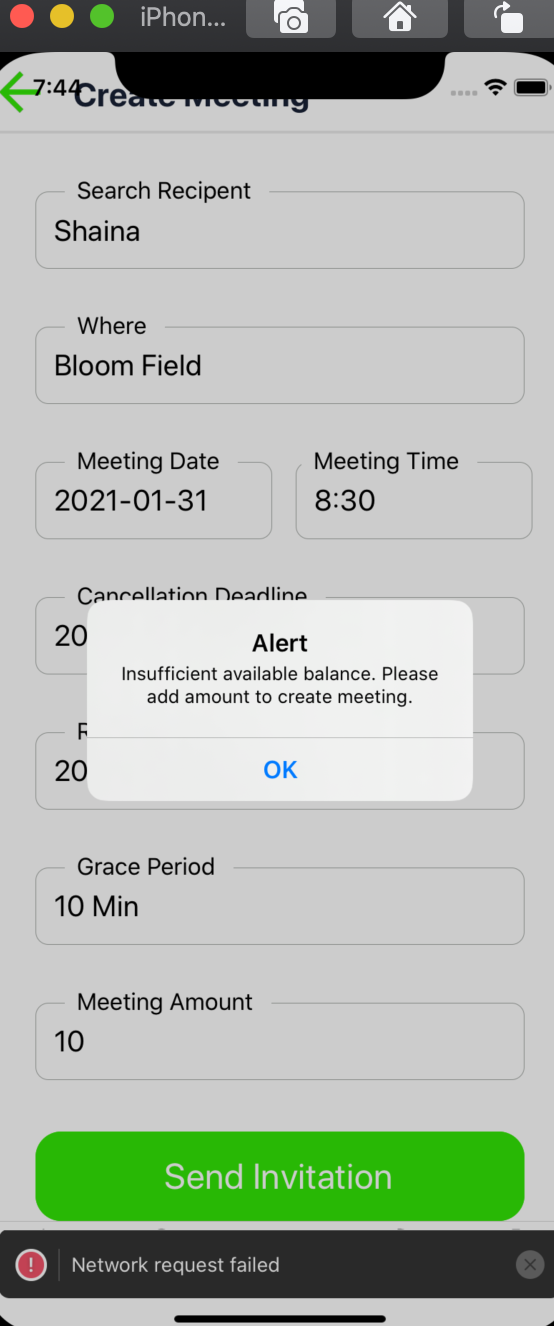 iPhon...
7:44
Create Meeting
Search Recipent
Shaina
Where
Bloom Field
Meeting Date
Meeting Time
2021-01-31
8:30
Cancellation Deadline
20
Alert
Insufficient available balance. Please
add amount to create meeting.
R
20
OK
Grace Period
10 Min
Meeting Amount
10
Send Invitation
Network request failed